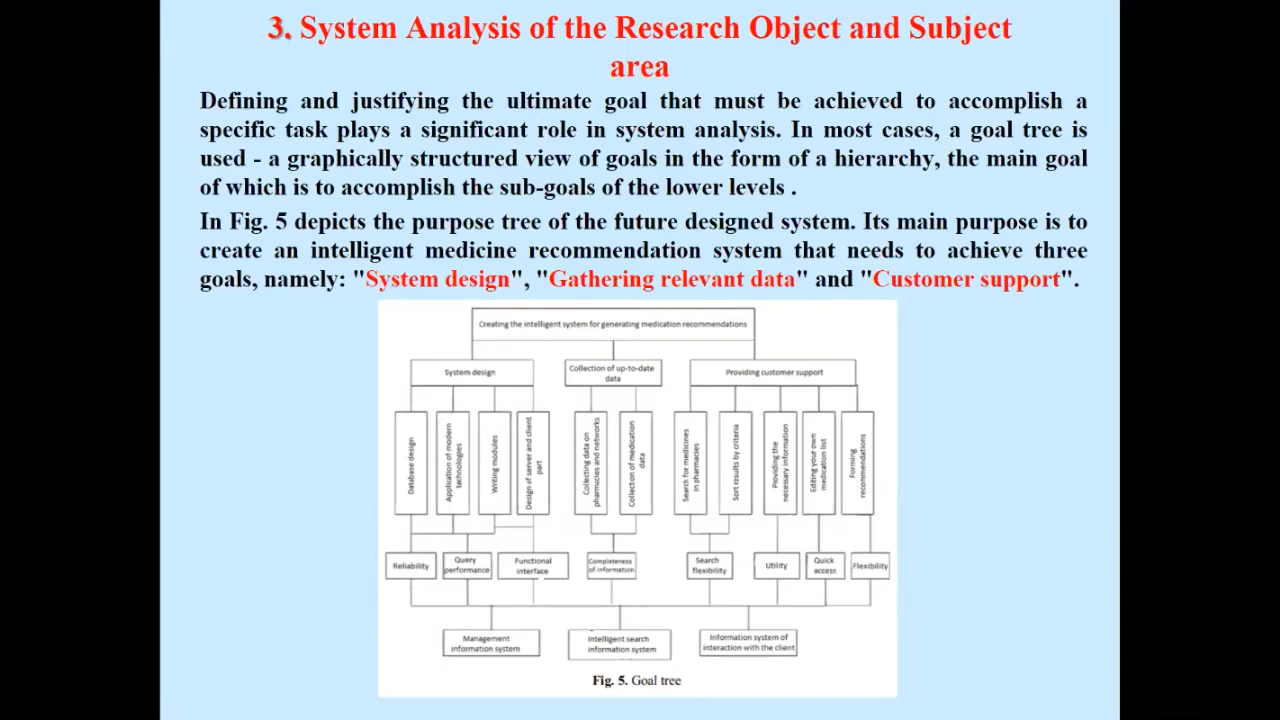 3. System Analysis of the Research Object and Subject
area
Defining and justifying the ultimate goal that must be achieved to accomplish a
specific task plays a significant role in system analysis. In most cases, a goal tree is
used - a graphically structured view of goals in the form of a hierarchy, the main goal
of which is to accomplish the sub-goals of the lower levels .
In Fig. 5 depicts the purpose tree of the future designed system. Its main purpose is to
create an intelligent medicine recommendation system that needs to achieve three
goals, namely: "System design", "Gathering relevant data" and "Customer support".
Creating the intelligent system for generating medication recommendations
System design
Collection of up-to-date
data
Providing customer support
Database design
Application of modern
technologies
Writing modules
Design of server and client
part
Collecting data on
pharmacies and networks
Collection of medication
data
Search for medicines
in pharmacies
Sort results by criteria
Providing the
necessary information
Editing your own
medication list
Forming
recommendations
Reliability
Query
performance
Functional
interface
Completeness
of information
Search
flexibility
Utility
Quick
access
Flexibility
Management
information system
Intelligent search
information system
Information system of
interaction with the client
Fig. 5. Goal tree